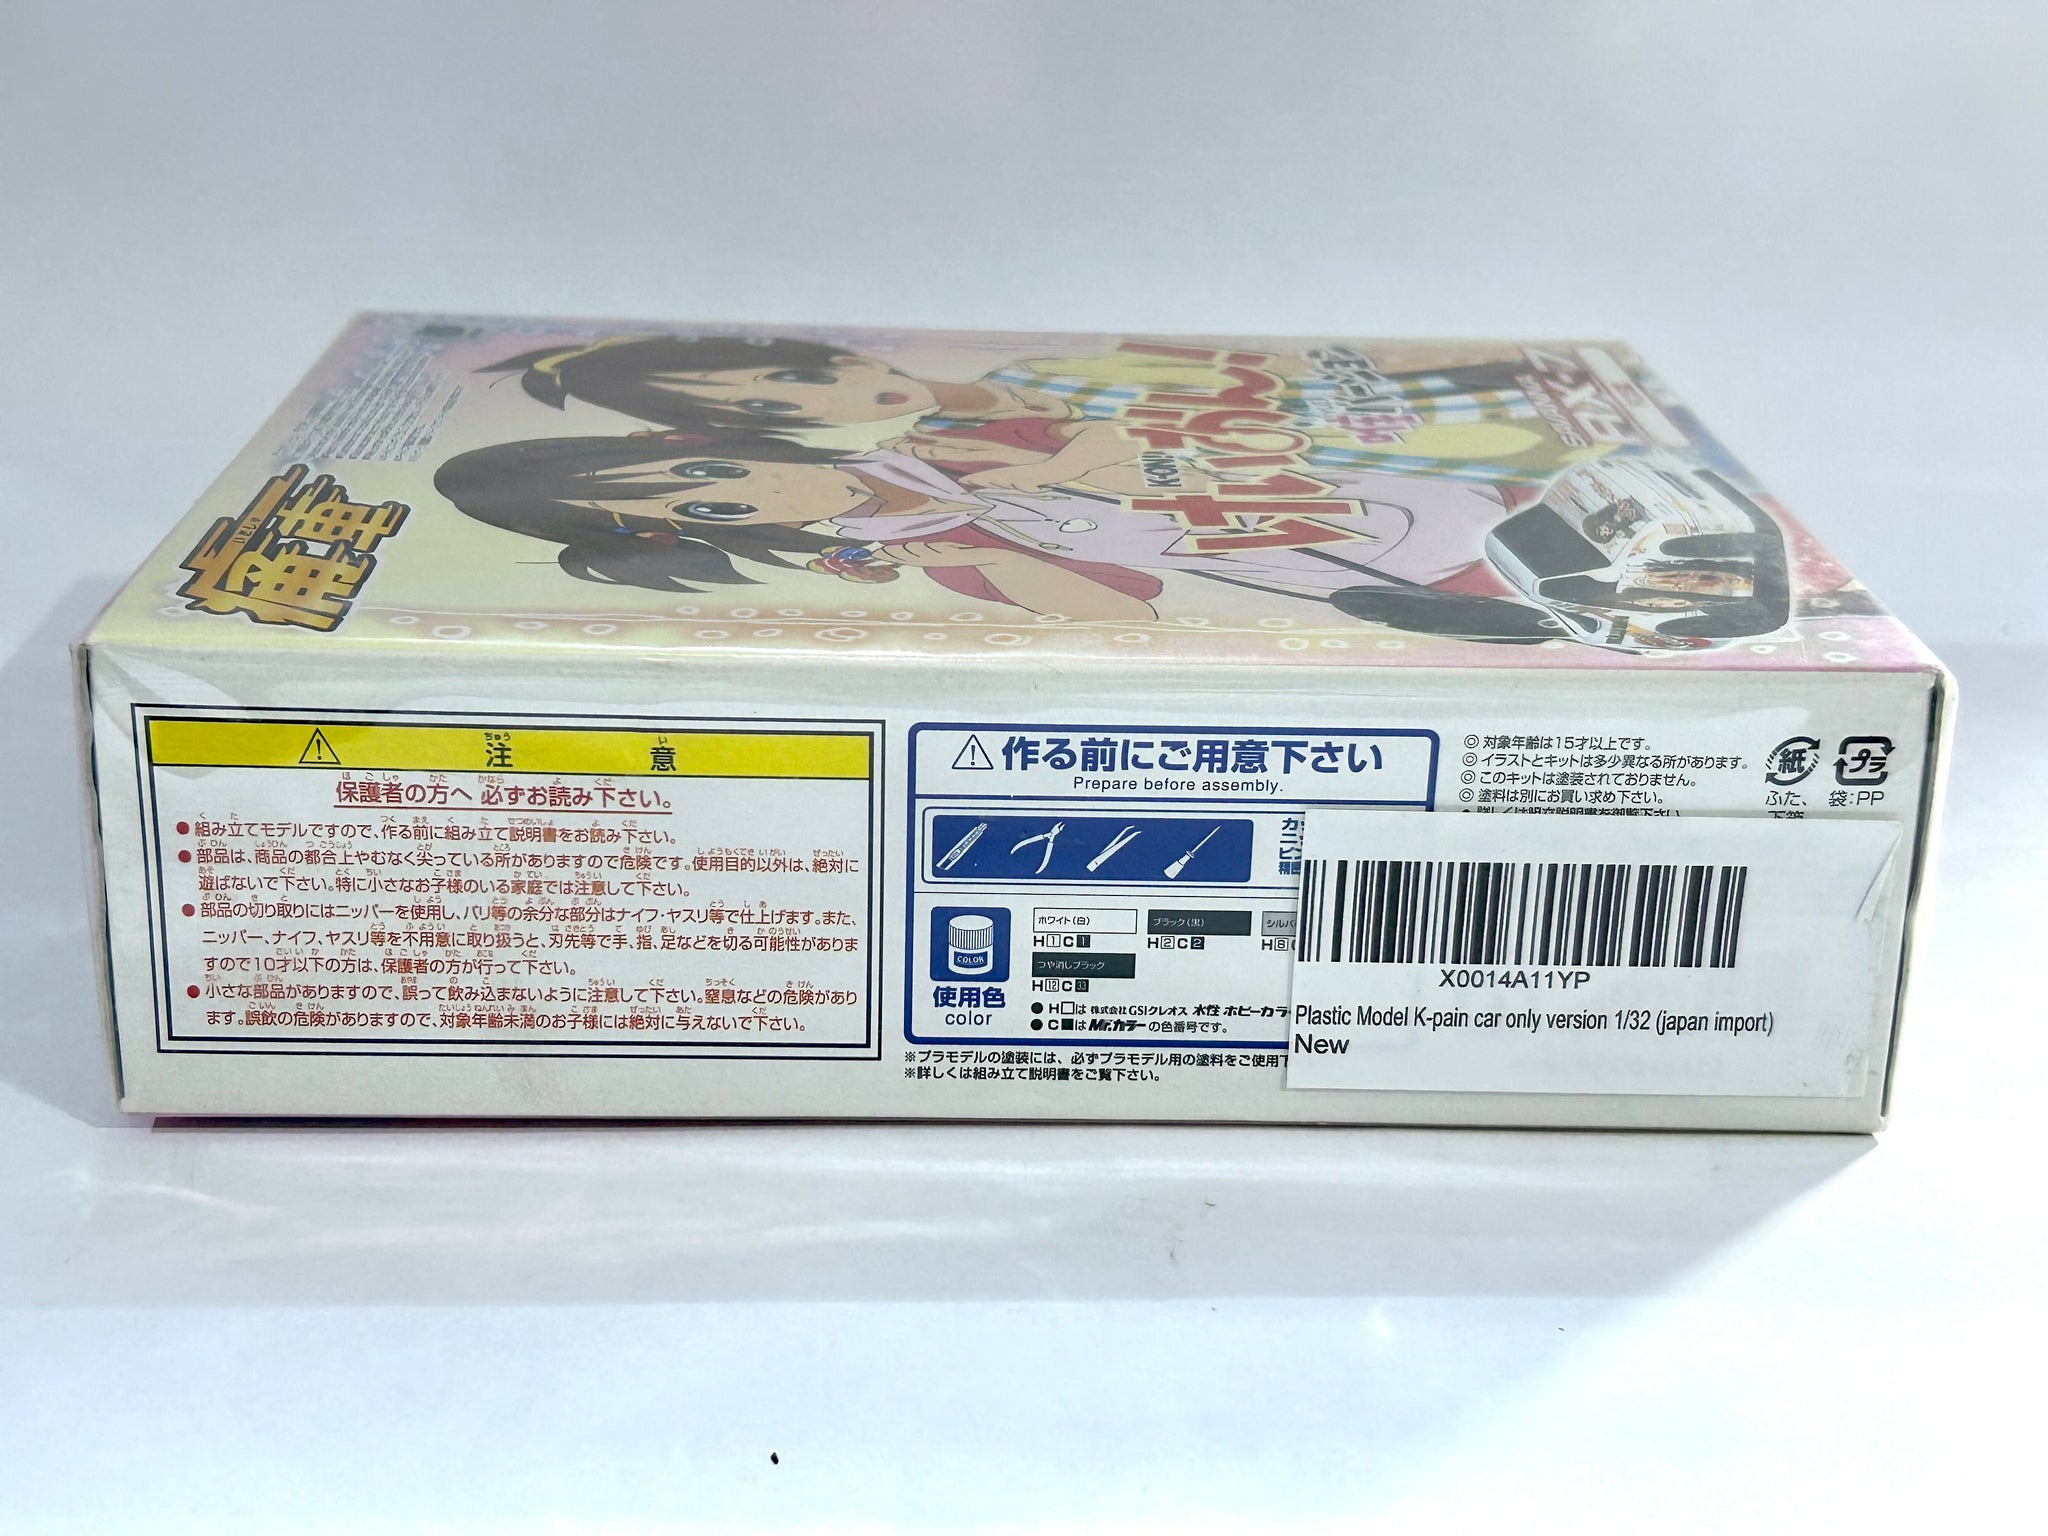 俺車
K-ON!!
けいおん!
唯バージョン
RX-7
注意
保護者の方へ 必ずお読み下さい。
●組み立てモデルですので、作る前に組み立て説明書をお読み下さい。
●部品は、商品の都合上やむなく尖っている所がありますので危険です。使用目的以外は、絶対に
遊ばないで下さい。特に小さなお子様のいる家庭では注意して下さい。
●部品の切り取りにはニッパーを使用し、バリ等の余分な部分はナイフ・ヤスリ等で仕上げます。また、
ニッパー、ナイフ、ヤスリ等を不用意に取り扱うと、刃先等で手、指、足などを切る可能性がありま
すので10才以下の方は、保護者の方が行って下さい。
●小さな部品がありますので、誤って飲み込まないように注意して下さい。窒息などの危険があり
ます。誤飲の危険がありますので、対象年齢未満のお子様には絶対に与えないで下さい。
作る前にご用意下さい
Prepare before assembly.
COLOR
使用色
color
ホワイト(白)
H1C1
ブラック(黒)
H2C2
H8
つや消しブラック
H12C33
●H□は 株式会社GSIクレオス 水性 ホビーカラー
●C■は Mr.カラー の色番号です。
※プラモデルの塗装には、必ずプラモデル用の塗料をご使用下
※詳しくは組み立て説明書をご覧下さい。
◎対象年齢は15才以上です。
◎イラストとキットは多少異なる所があります。
◎このキットは塗装されておりません。
◎塗料は別にお買い求め下さい。
紙
プラ
ふた、
袋:PP
X0014A11YP
Plastic Model K-pain car only version 1/32 (japan import)
New